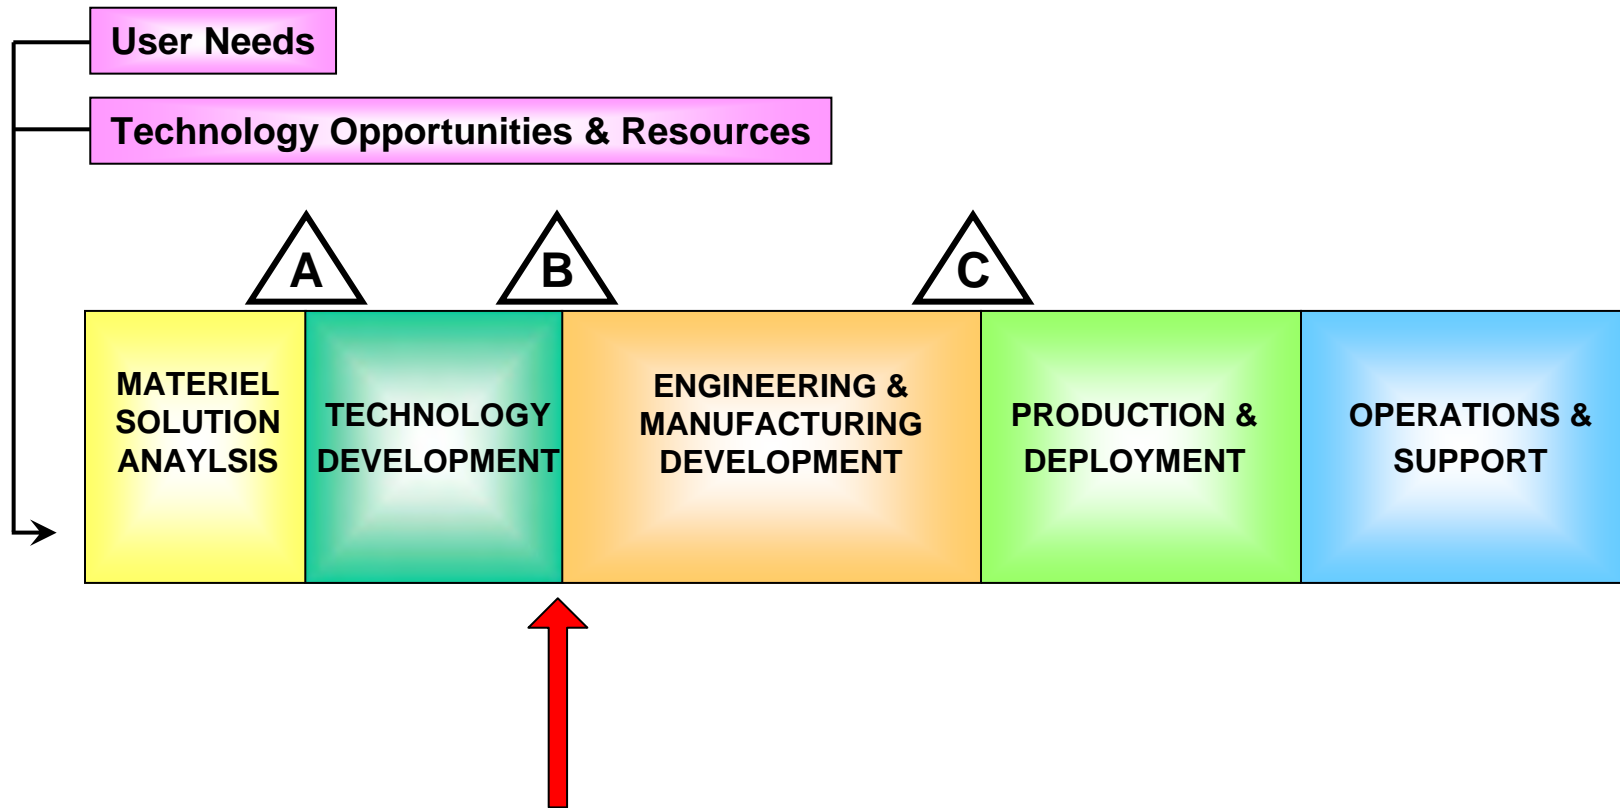 User Needs
Technology Opportunities & Resources
A
B
C
MATERIEL
SOLUTION
ANAYLSIS
TECHNOLOGY
DEVELOPMENT
ENGINEERING &
MANUFACTURING
DEVELOPMENT
PRODUCTION &
DEPLOYMENT
OPERATIONS &
SUPPORT